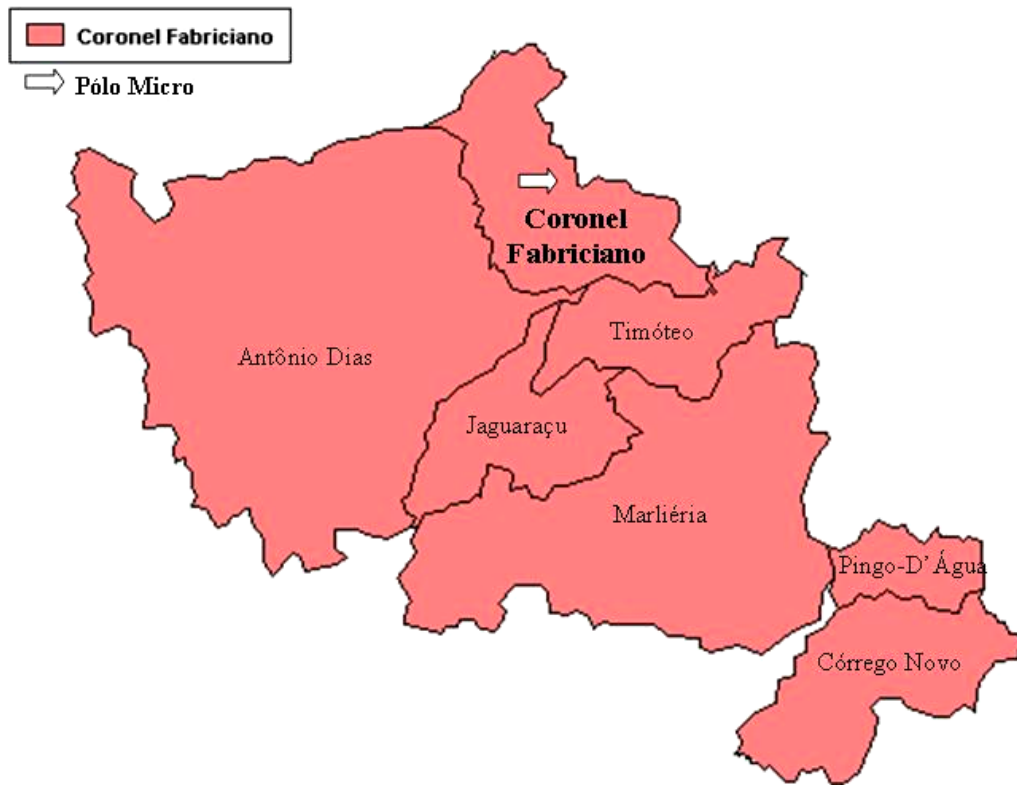 Coronel Fabriciano
Pólo Micro
Coronel
Fabriciano
Timóteo
Antônio Dias
Jaguaraçu
Marliéria
Pingo-D'Água
Córrego Novo